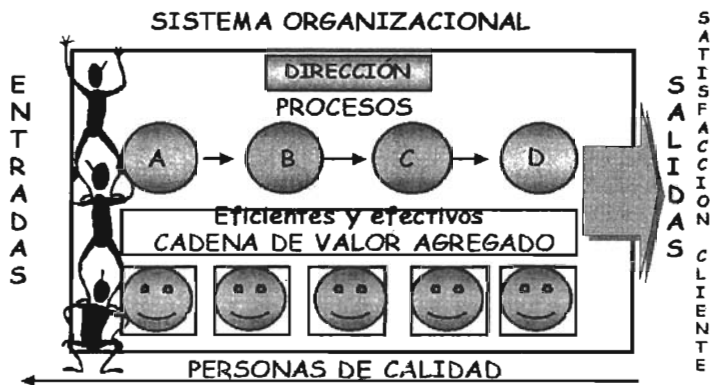 SISTEMA ORGANIZACIONAL
ENTRADAS
DIRECCIÓN
PROCESOS
A
B
C
D
Eficientes y efectivos
CADENA DE VALOR AGREGADO
PERSONAS DE CALIDAD
SALIDAS
SATISFACCION CLIENTE